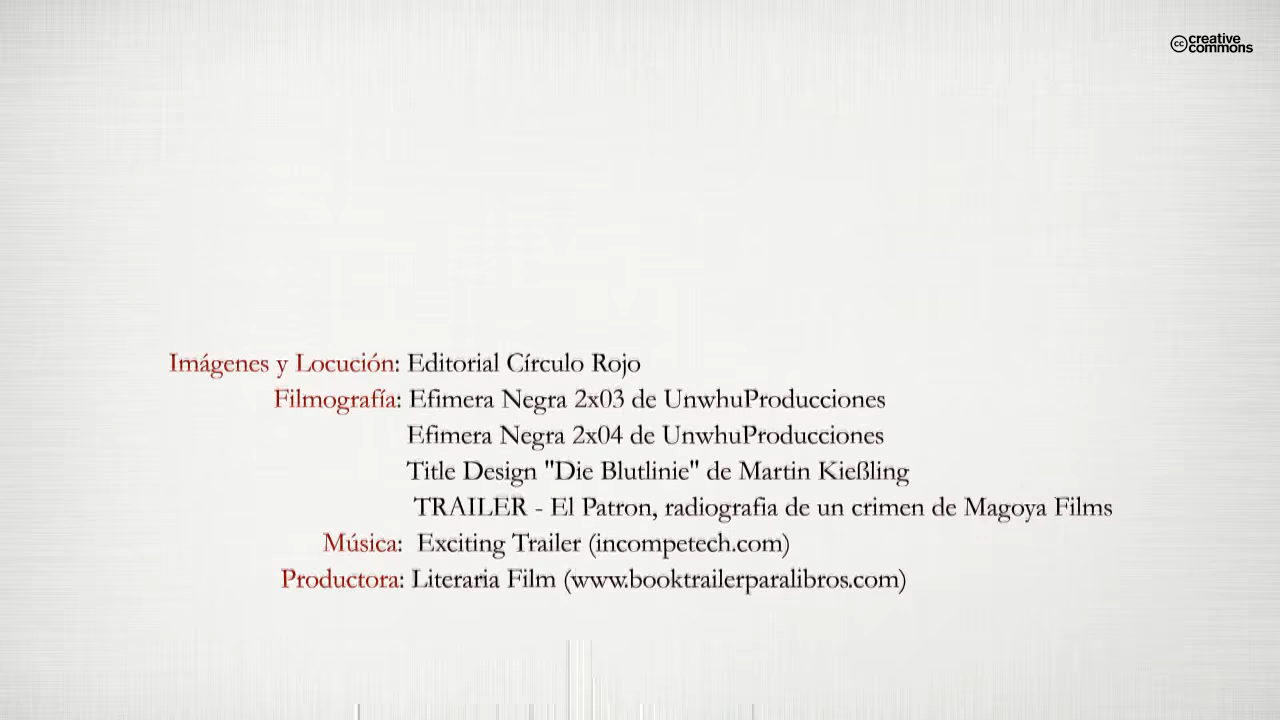 cc creative
commons
Imágenes y Locución: Editorial Círculo Rojo
Filmografía: Efimera Negra 2x03 de UnwhuProducciones
Efimera Negra 2x04 de UnwhuProducciones
Title Design "Die Blutlinie" de Martin Kießling
TRAILER - El Patron, radiografia de un crimen de Magoya Films
Música: Exciting Trailer (incompetech.com)
Productora: Literaria Film (www.booktrailerparalibros.com)